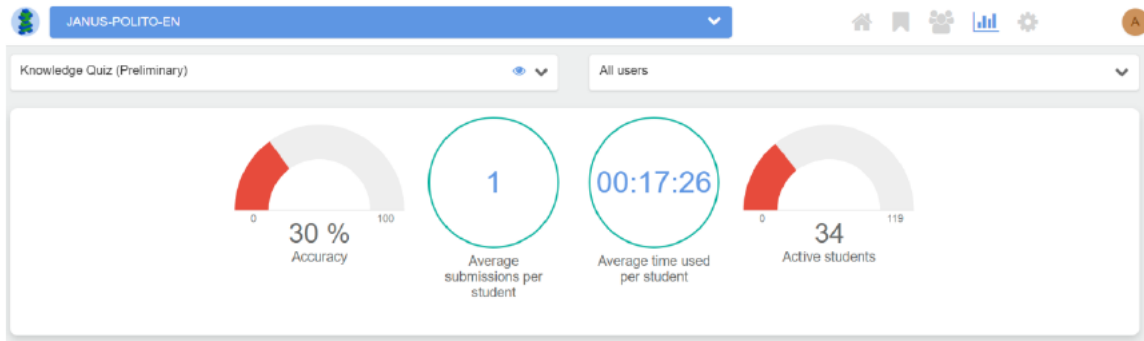 JANUS-POLITO-EN
A
Knowledge Quiz (Preliminary)
All users
0
100
30 %
Accuracy
1
Average
submissions per
student
00:17:26
Average time used
per student
0
119
34
Active students